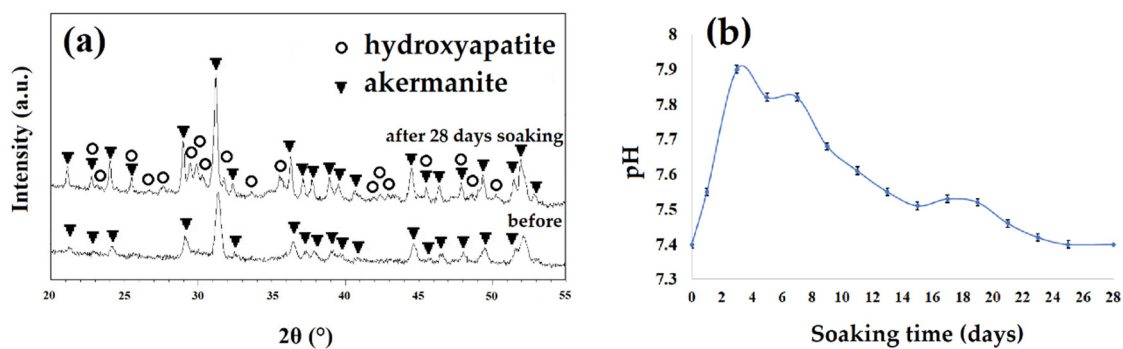 (a)
hydroxyapatite
akermanite
after 28 days soaking
before
Intensity (a.u.)
20 25 30 35 40 45 50 55
2θ (°)
(b)
pH
8
7.9
7.8
7.7
7.6
7.5
7.4
7.3
0 2 4 6 8 10 12 14 16 18 20 22 24 26 28
Soaking time (days)